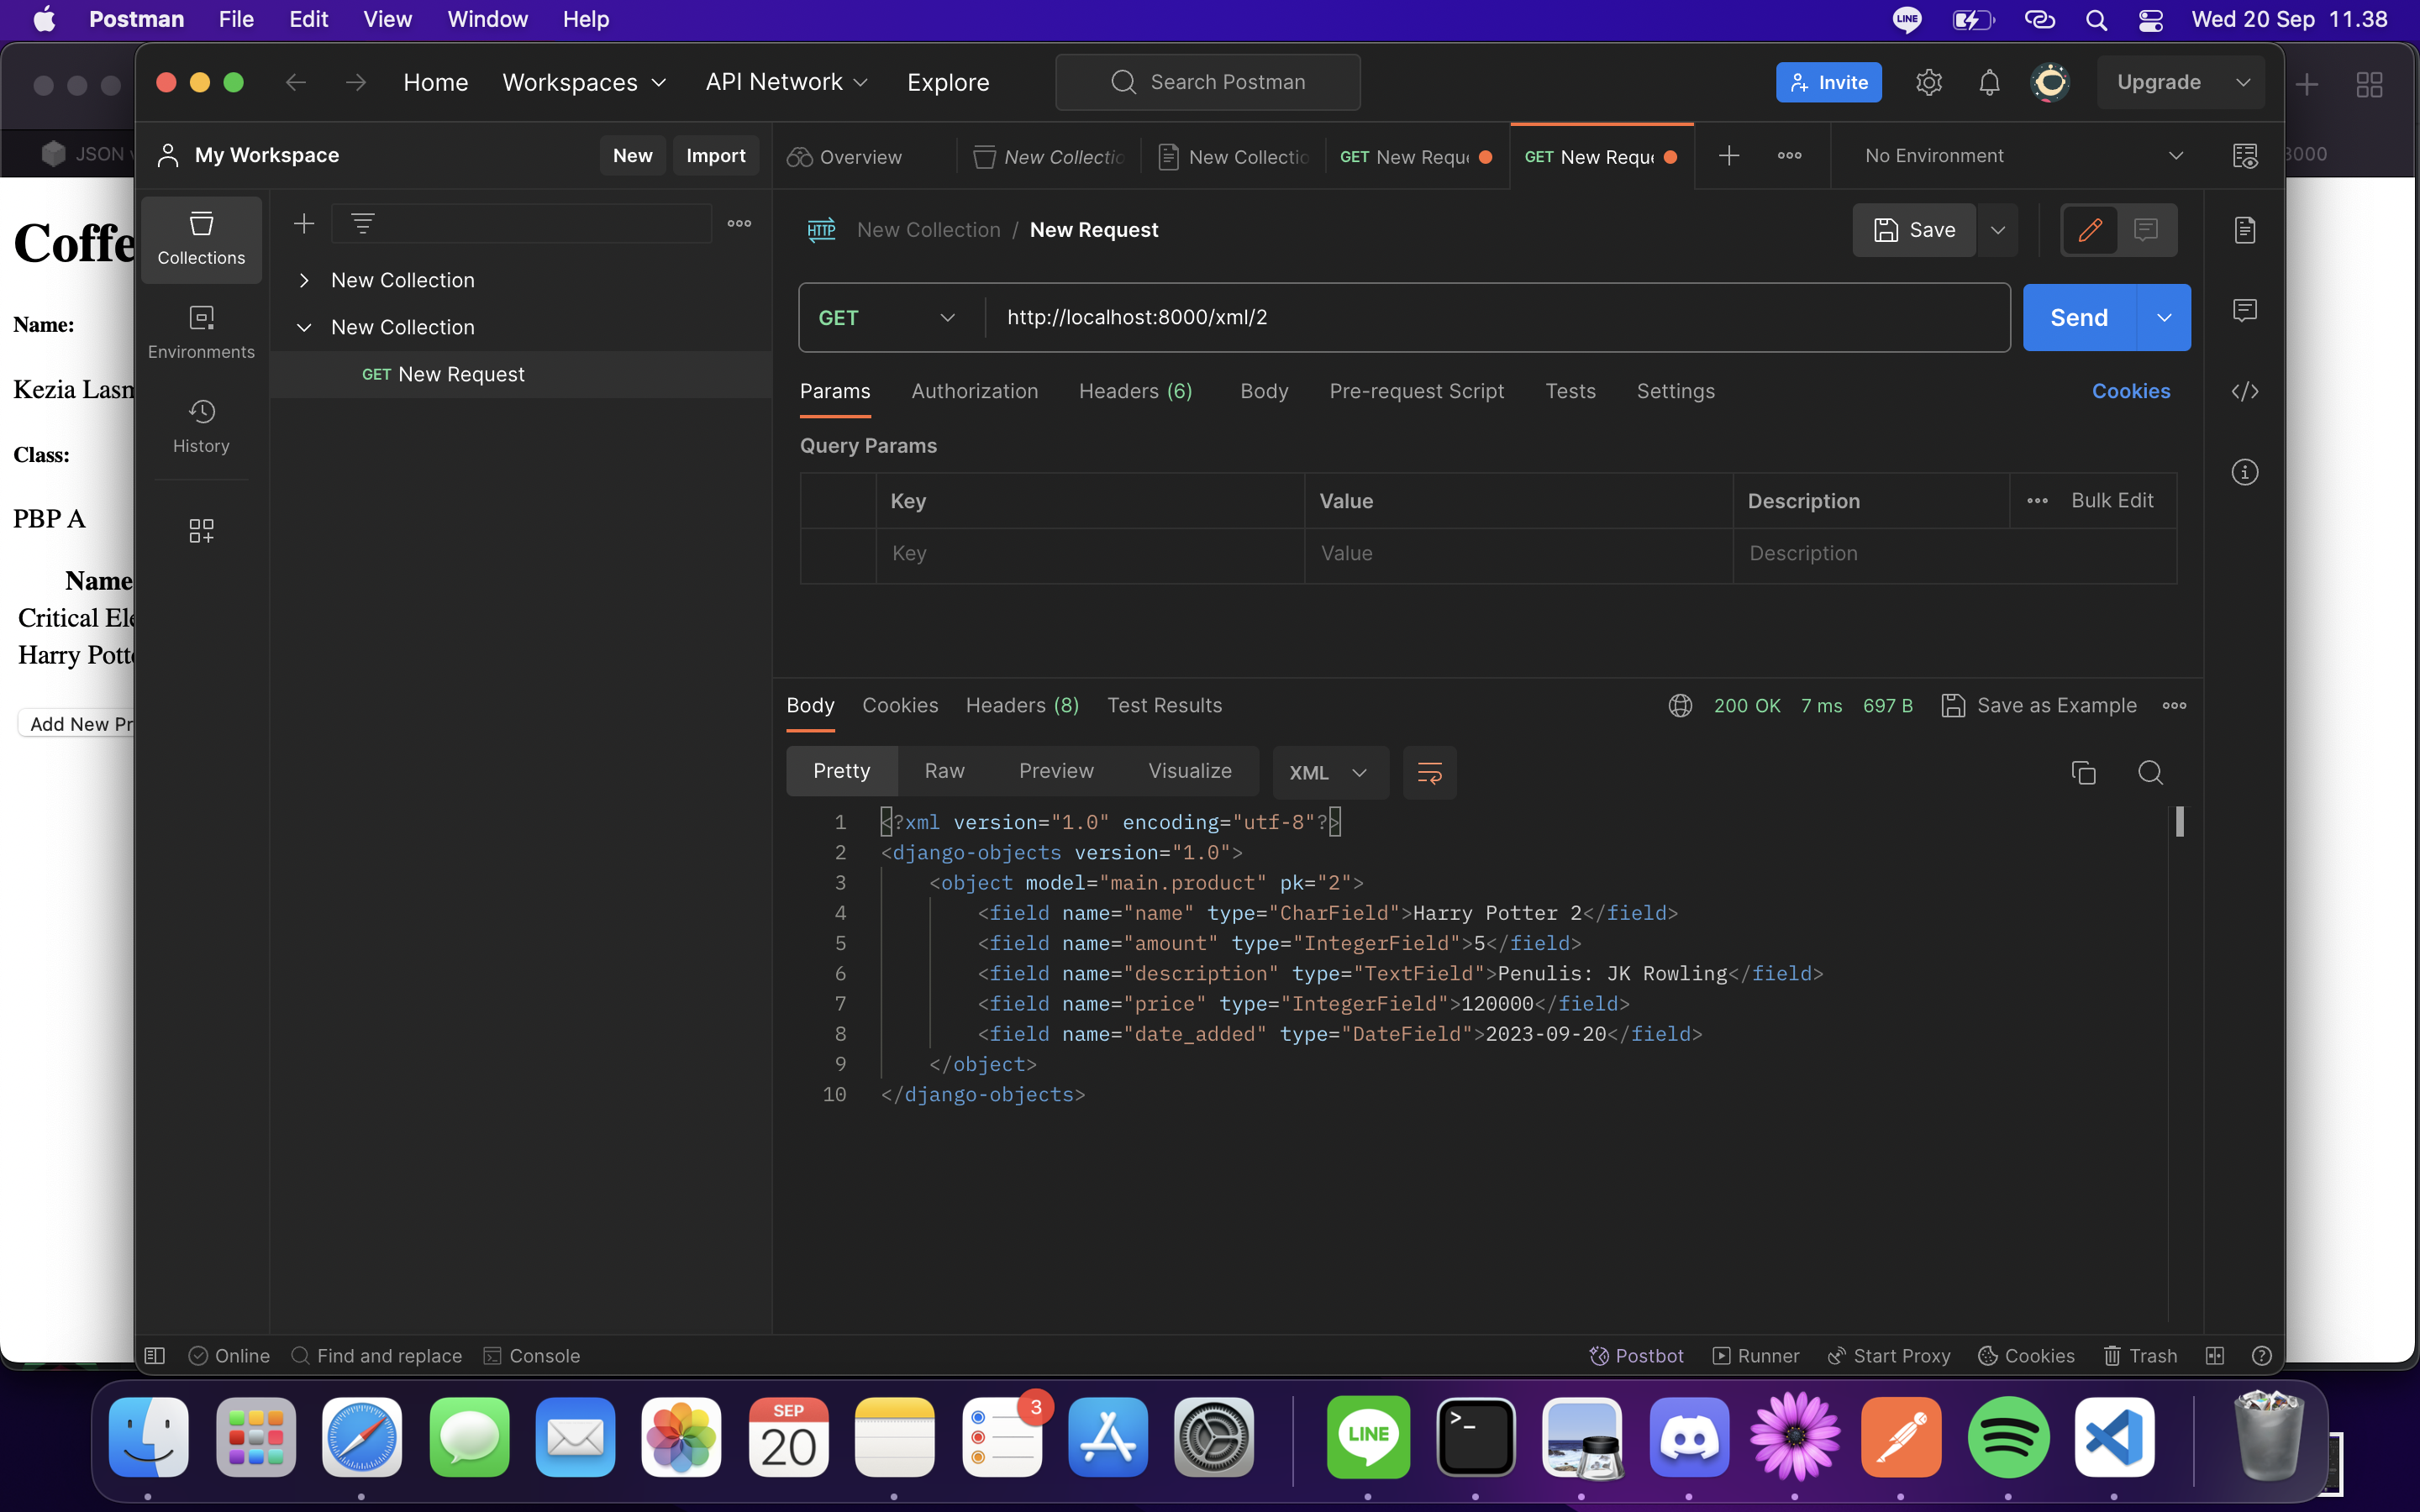 Postman File Edit View Window Help LINE Wed 20 Sep 11.38
Home Workspaces API Network Explore Search Postman Invite Upgrade
JSON
My Workspace New Import Overview New Collectio New Collectio GET New Requ GET New Requ No Environment
Collections
Environments
History
New Collection
New Collection
GET New Request
Coffe
Name:
Kezia
Class:
PBP A
Name
Critical
Harry
Add New
HTTP New Collection / New Request Save
GET http://localhost:8000/xml/2 Send
Params Authorization Headers (6) Body Pre-request Script Tests Settings Cookies
Query Params
Key Value Description Bulk Edit
Key Value Description
Body Cookies Headers (8) Test Results 200 OK 7 ms 697 B Save as Example
Pretty Raw Preview Visualize XML
1 <?xml version="1.0" encoding="utf-8"?>
2 <django-objects version="1.0">
3 <object model="main.product" pk="2">
4 <field name="name" type="CharField">Harry Potter 2</field>
5 <field name="amount" type="IntegerField">5</field>
6 <field name="description" type="TextField">Penulis: JK Rowling</field>
7 <field name="price" type="IntegerField">120000</field>
8 <field name="date_added" type="DateField">2023-09-20</field>
9 </object>
10 </django-objects>
Online Find and replace Console Postbot Runner Start Proxy Cookies Trash
SEP
20
3
LINE
>_